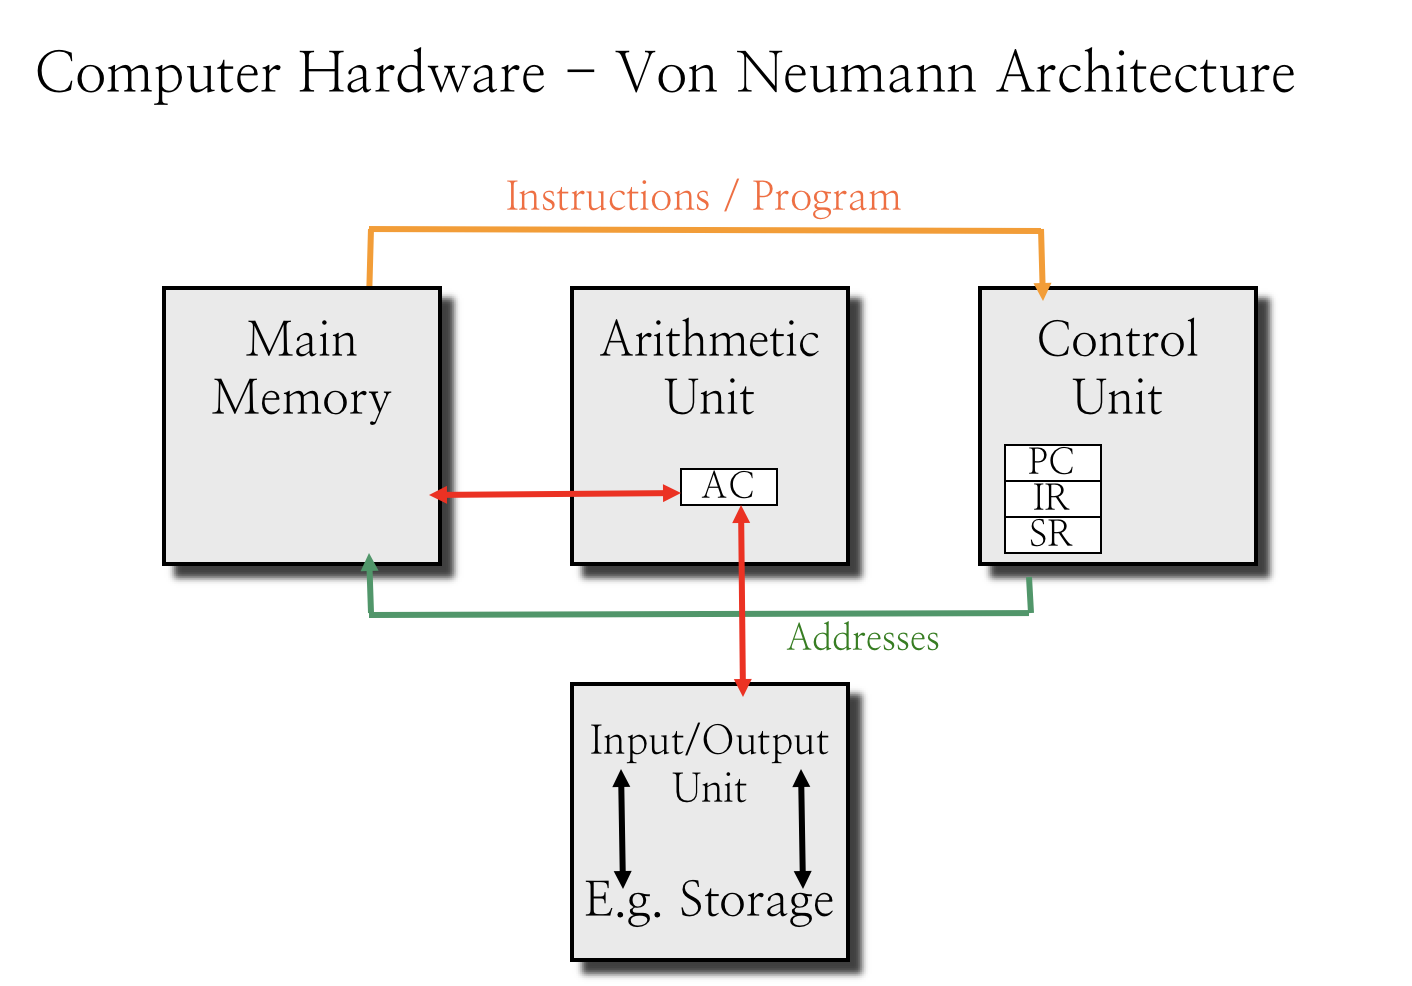 Computer Hardware – Von Neumann Architecture
Instructions / Program
Main
Memory
Arithmetic
Unit
AC
Control
Unit
PC
IR
SR
Addresses
Input/Output
Unit
E.g. Storage